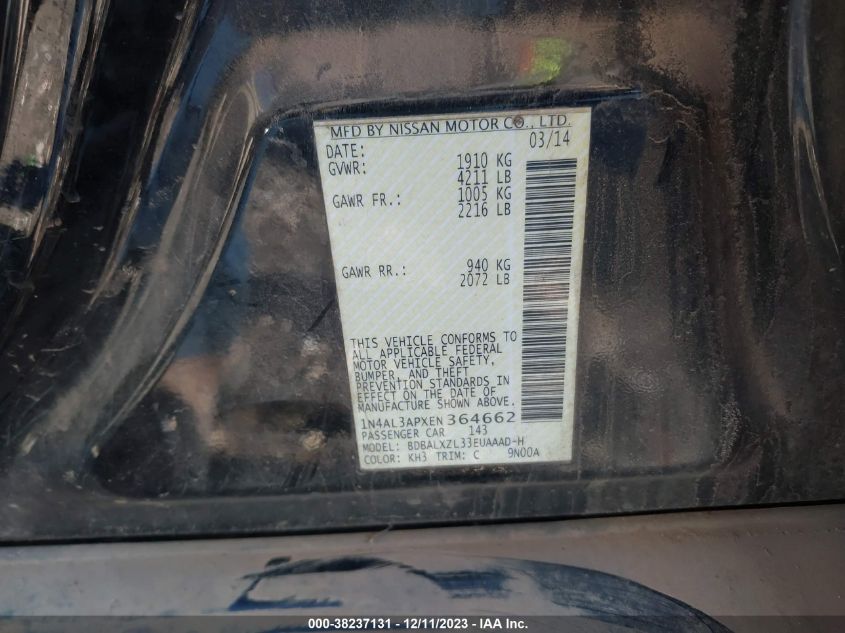 MFD BY NISSAN MOTOR CO., LTD.
DATE: 03/14
GVWR: 1910 KG
4211 LB
GAWR FR.: 1005 KG
2216 LB
GAWR RR.: 940 KG
2072 LB
THIS VEHICLE CONFORMS TO
ALL APPLICABLE FEDERAL
MOTOR VEHICLE SAFETY,
BUMPER, AND THEFT
PREVENTION STANDARDS IN
EFFECT ON THE DATE OF
MANUFACTURE SHOWN ABOVE.
1N4AL3APXEN364662
PASSENGER CAR 143
MODEL: BDBALXZL33EUAAAD-H
COLOR: KH3 TRIM: C 9N00A
000-38237131 - 12/11/2023 - IAA Inc.